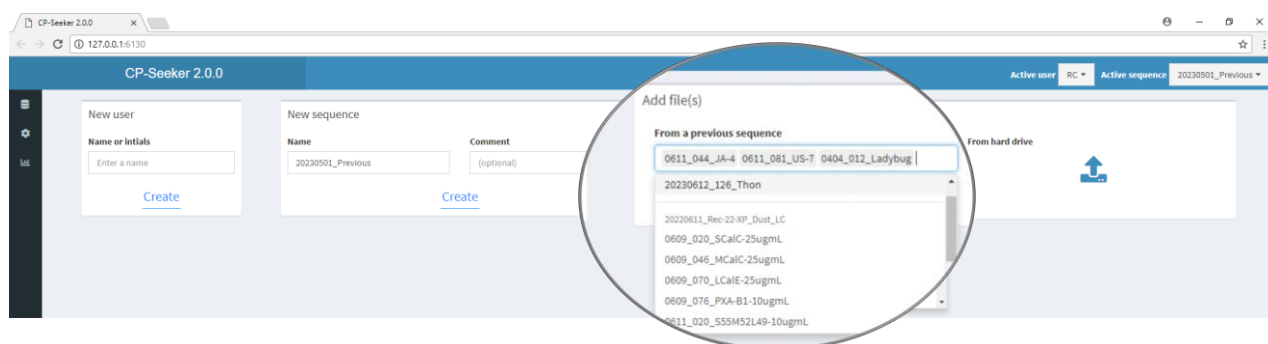 CP-Seeker 2.0.0
127.0.0.1:6130
CP-Seeker 2.0.0
Active user RC Active sequence 20230501_Previous
New user
Name or intials
Enter a name
Create
New sequence
Name Comment
20230501_Previous (optional)
Create
Add file(s)
From a previous sequence
0611_044_JA-4 0611_081_US-7 0404_012_Ladybug
20230612_126_Thon
20220611_Rec-22-XP_Dust_LC
0609_020_SCalC-25ugmL
0609_046_MCalC-25ugmL
0609_070_LCalE-25ugmL
0609_076_PXA-B1-10ugmL
0611_020_S55M52L49-10ugmL
From hard drive